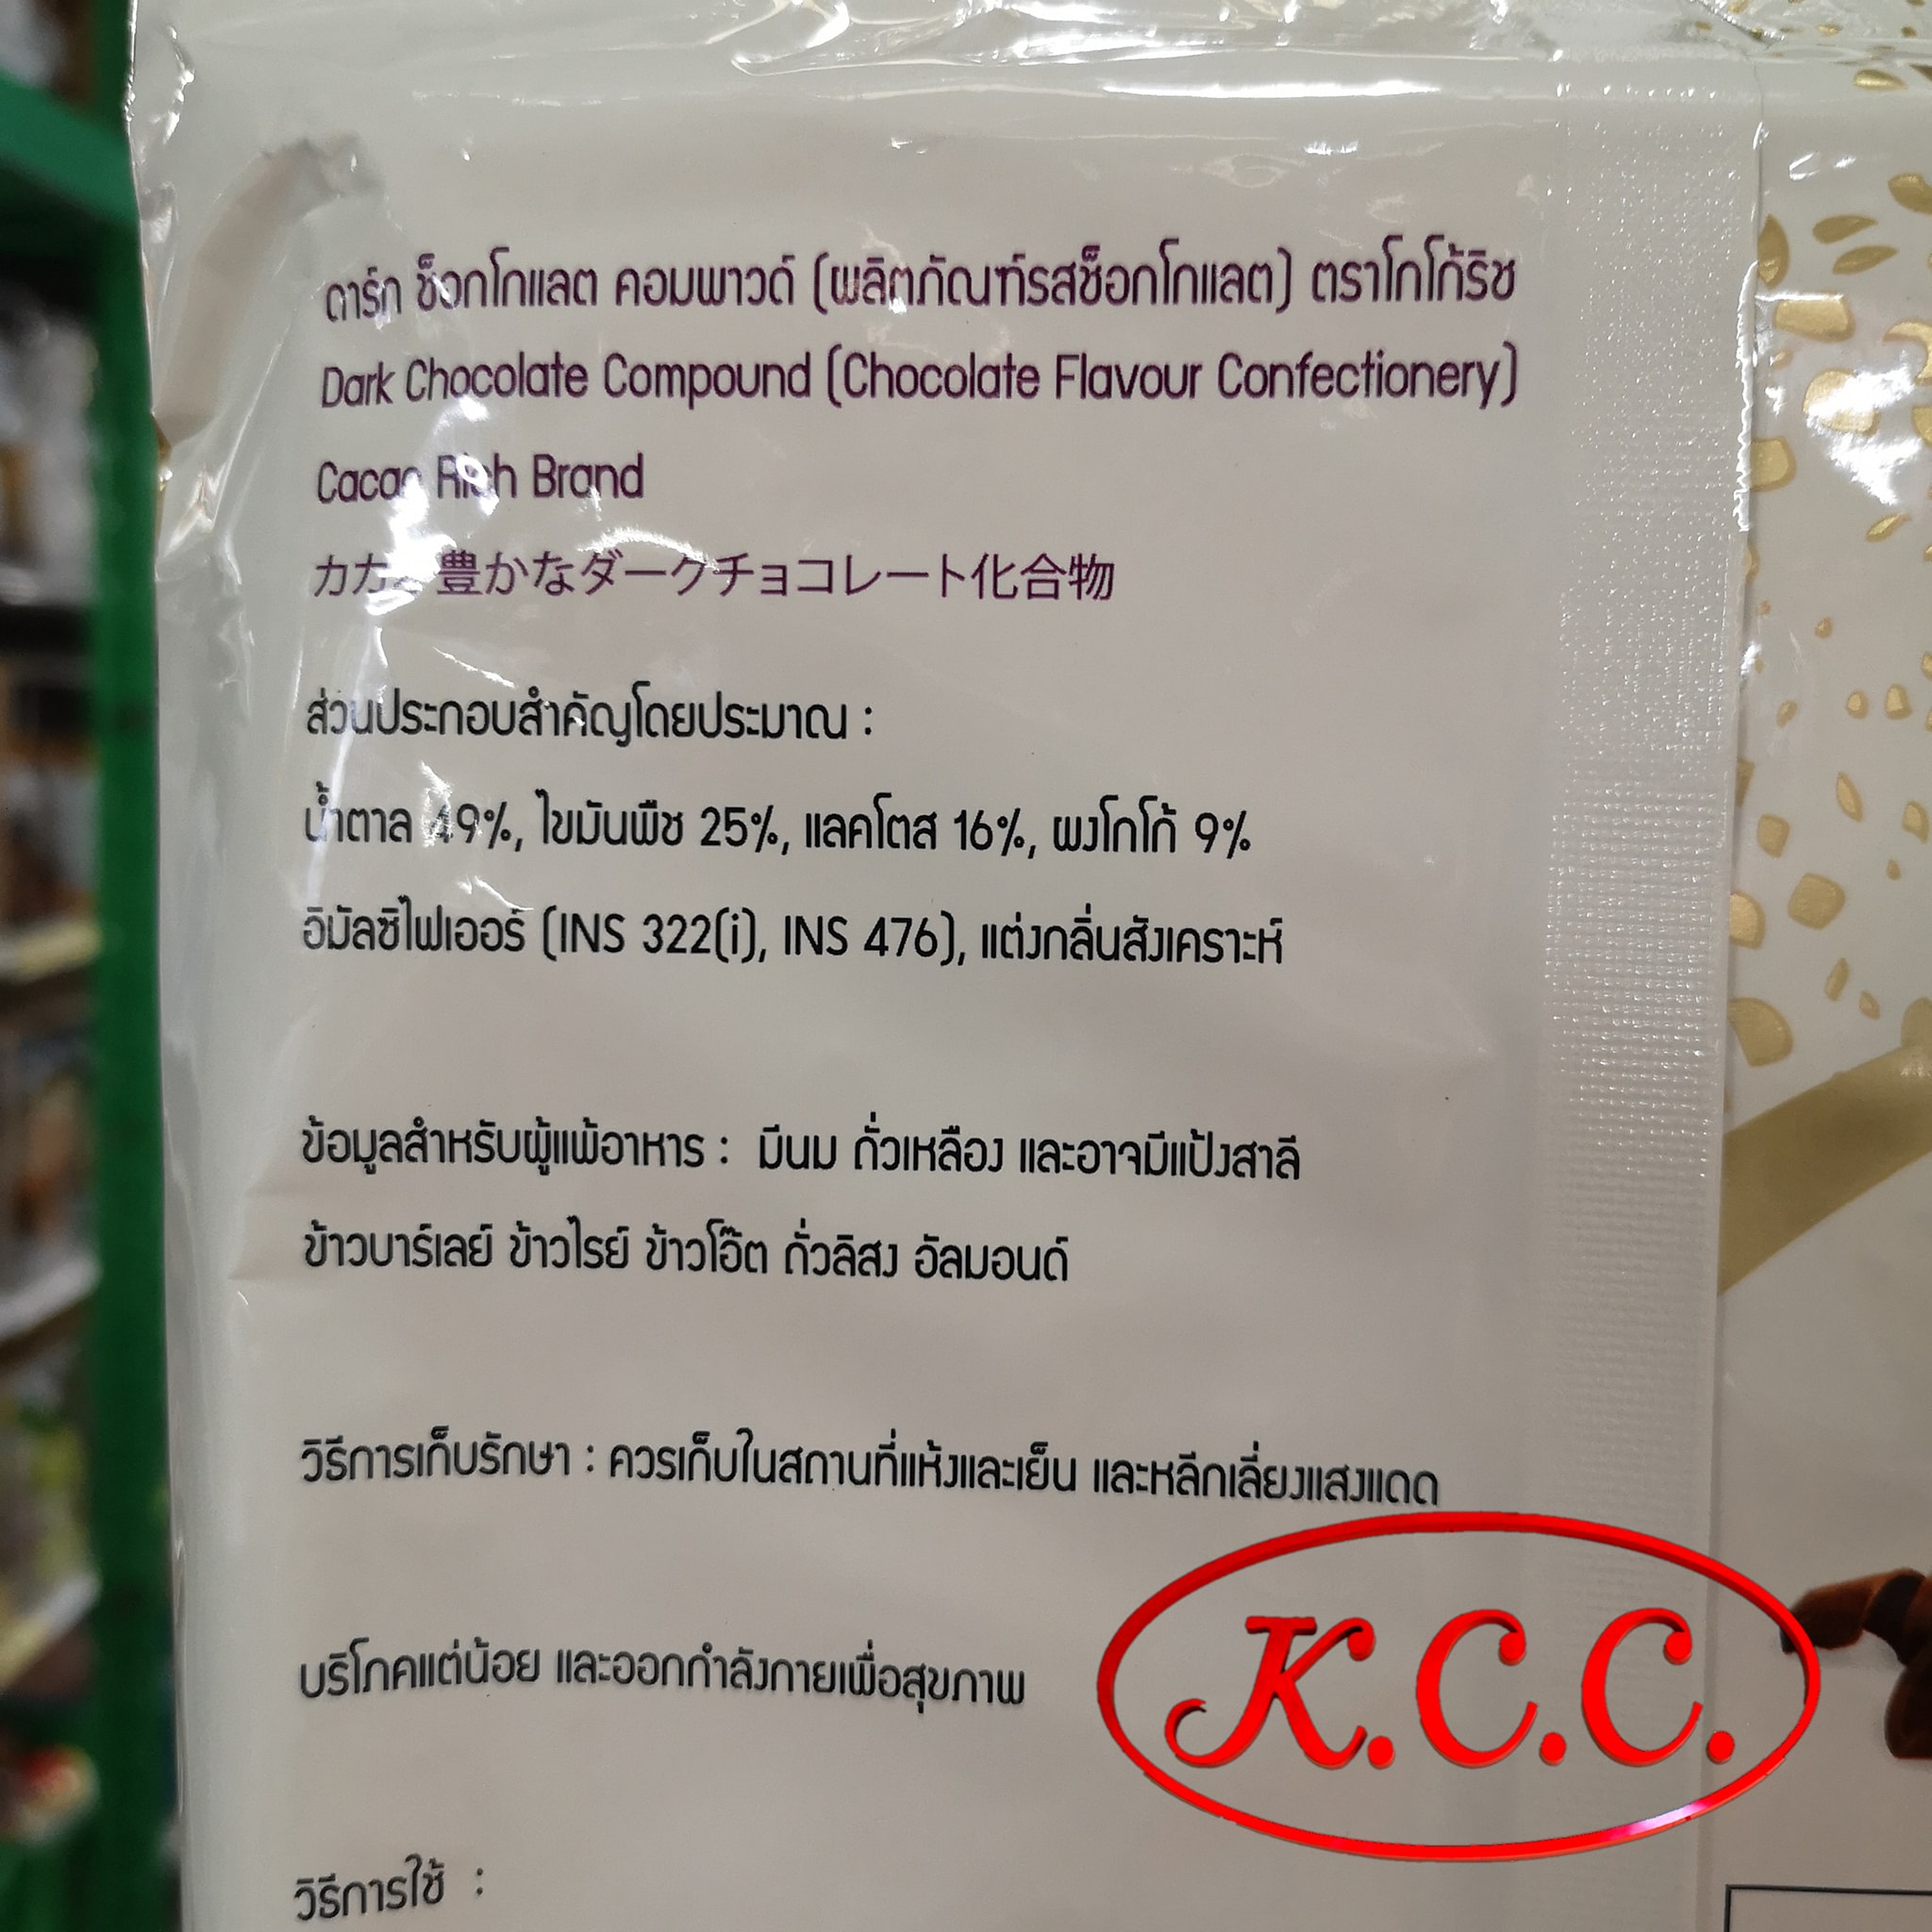 ดาร์ก ช็อกโกแลต คอมพาวด์ (ผลิตภัณฑ์รสช็อกโกแลต) ตราโกโก้ริช
Dark Chocolate Compound (Chocolate Flavour Confectionery)
Cacao Rich Brand
豊かなダークチョコレート化合物
ส่วนประกอบสำคัญโดยประมาณ :
น้ำตาล 49%, ไขมันพืช 25%, แลคโตส 16%, ผงโกโก้ 9%
อิมัลซิไฟเออร์ (INS 322(i), INS 476), แต่งกลิ่นสังเคราะห์
ข้อมูลสำหรับผู้แพ้อาหาร : มีนม ถั่วเหลือง และอาจมีแป้งสาลี
ข้าวบาร์เลย์ ข้าวไรย์ ข้าวโอ๊ต ถั่วลิสง อัลมอนด์
วิธีการเก็บรักษา : ควรเก็บในสถานที่แห้งและเย็น และหลีกเลี่ยงแสงแดด
บริโภคแต่น้อย และออกกำลังกายเพื่อสุขภาพ
K.C.C.
วิธีการใช้ :